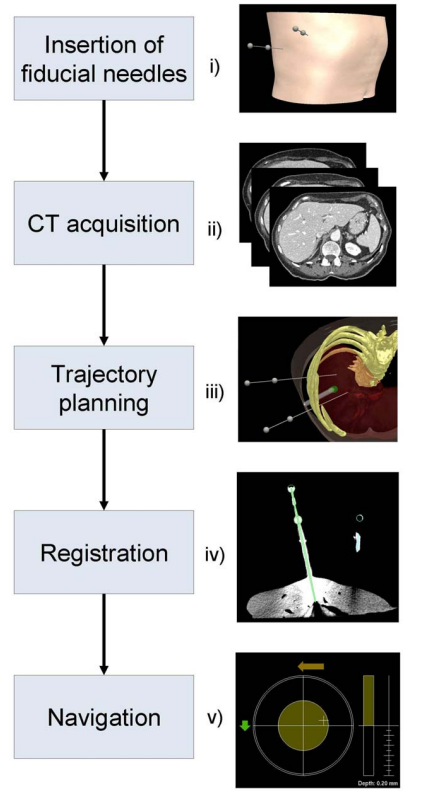 Insertion of
fiducial needles
i)
CT acquisition
ii)
Trajectory
planning
iii)
Registration
iv)
Navigation
v)
Depth: 0.20 mm